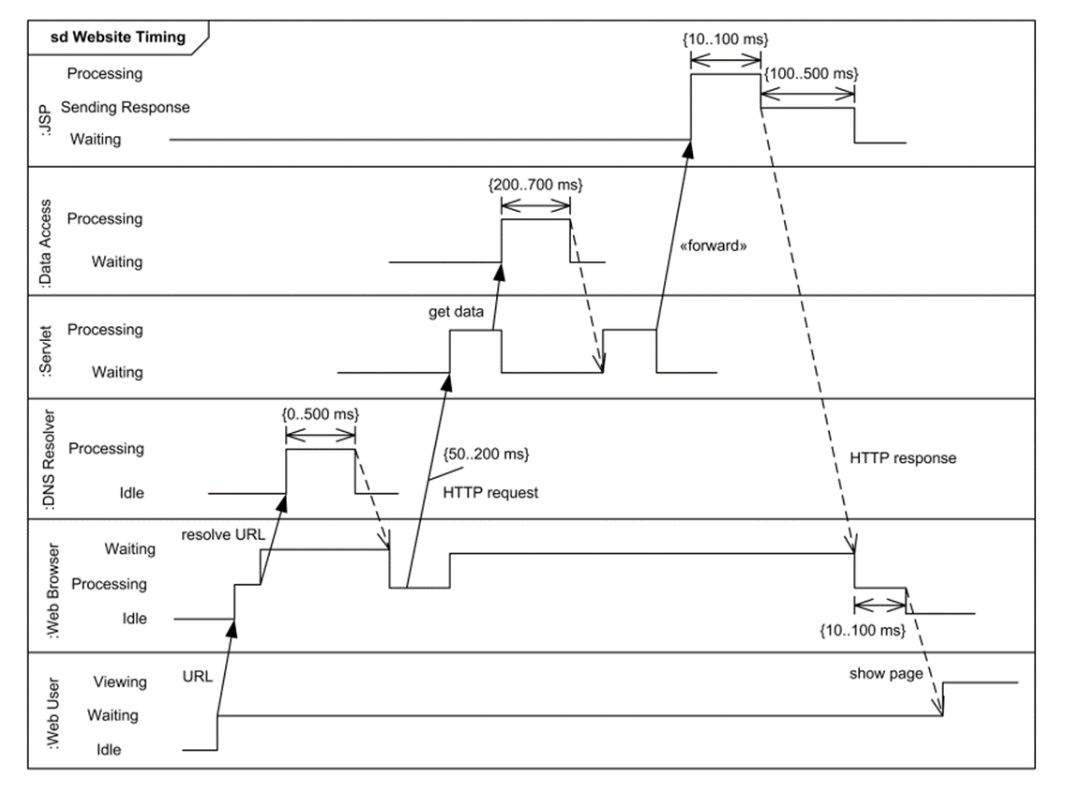 sd Website Timing
:JSP
Processing
Sending Response
Waiting
{10..100 ms}
{100..500 ms}
:Data Access
Processing
Waiting
{200..700 ms}
«forward»
:Servlet
Processing
Waiting
get data
:DNS Resolver
Processing
Idle
{0..500 ms}
{50..200 ms}
HTTP request
HTTP response
:Web Browser
Waiting
Processing
Idle
resolve URL
{10..100 ms}
:Web User
Viewing
Waiting
Idle
URL
show page